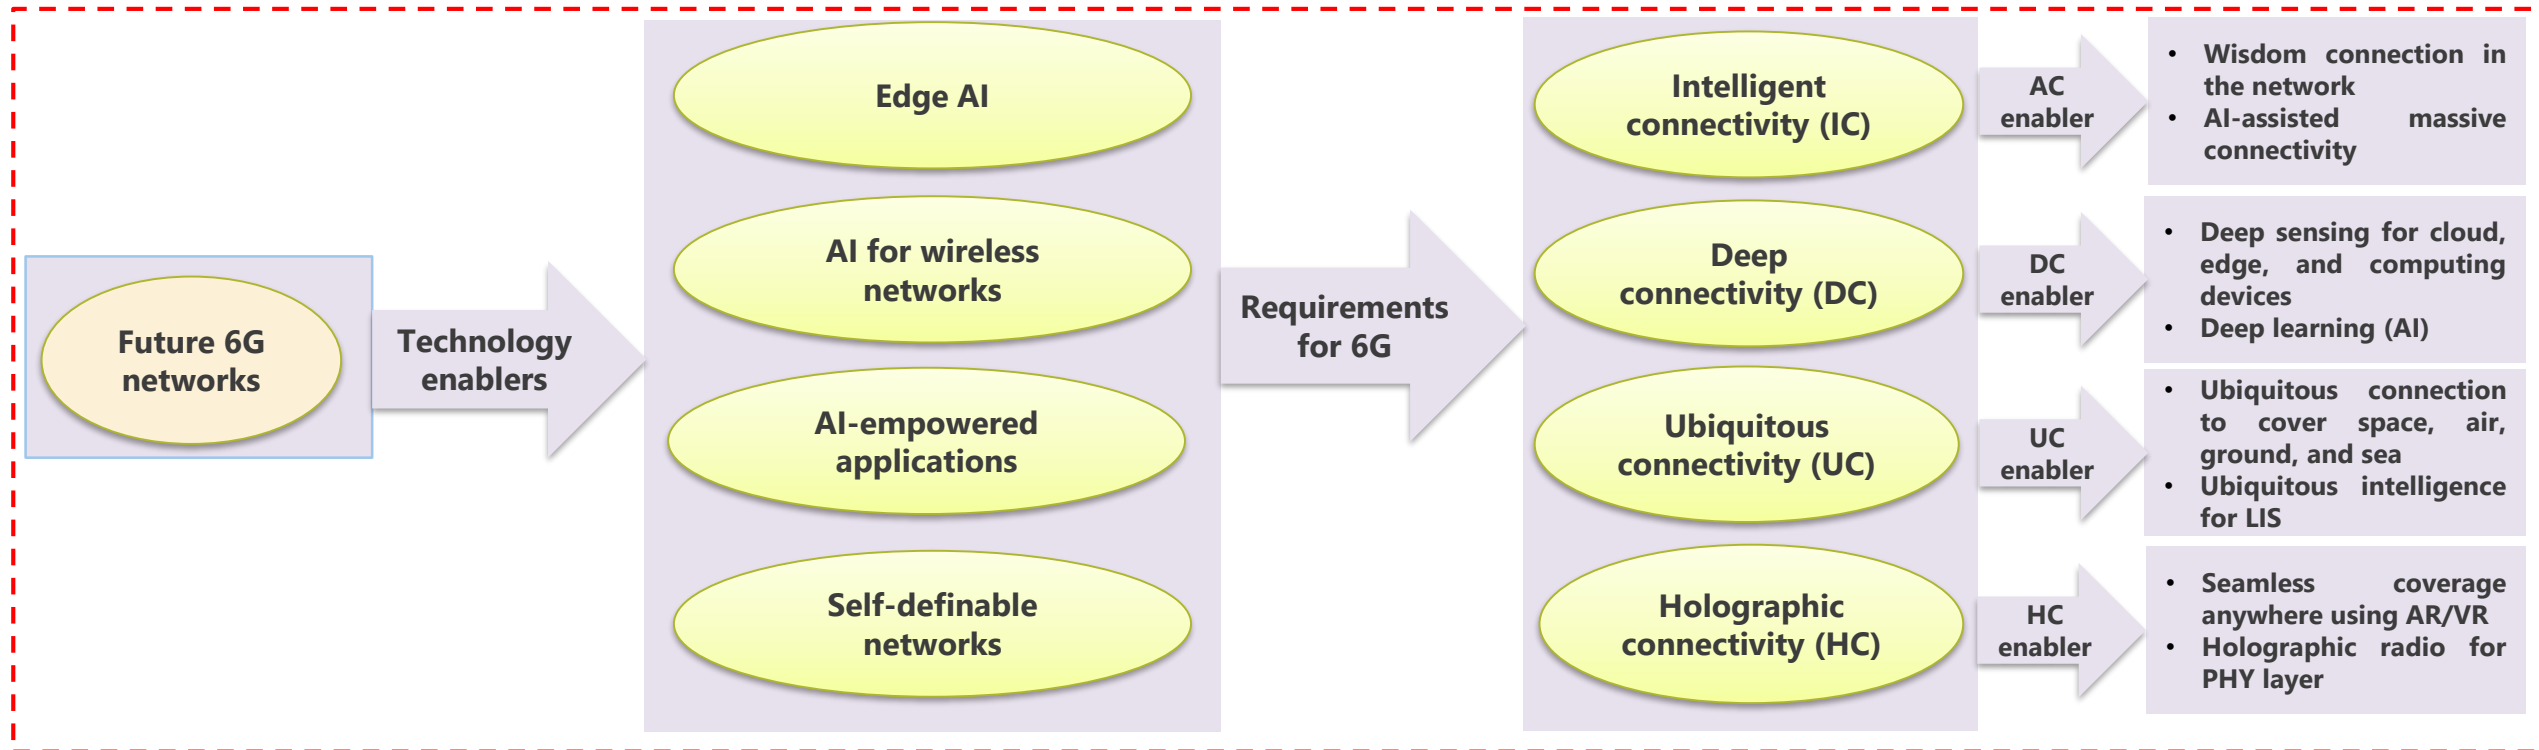 Future 6G
networks
Technology
enablers
Edge AI
AI for wireless
networks
AI-empowered
applications
Self-definable
networks
Requirements
for 6G
Intelligent
connectivity (IC)
Deep
connectivity (DC)
Ubiquitous
connectivity (UC)
Holographic
connectivity (HC)
AC
enabler
• Wisdom connection in
the network
• AI-assisted massive
connectivity
DC
enabler
• Deep sensing for cloud,
edge, and computing
devices
• Deep learning (AI)
UC
enabler
• Ubiquitous connection
to cover space, air,
ground, and sea
• Ubiquitous intelligence
for LIS
HC
enabler
• Seamless coverage
anywhere using AR/VR
• Holographic radio for
PHY layer